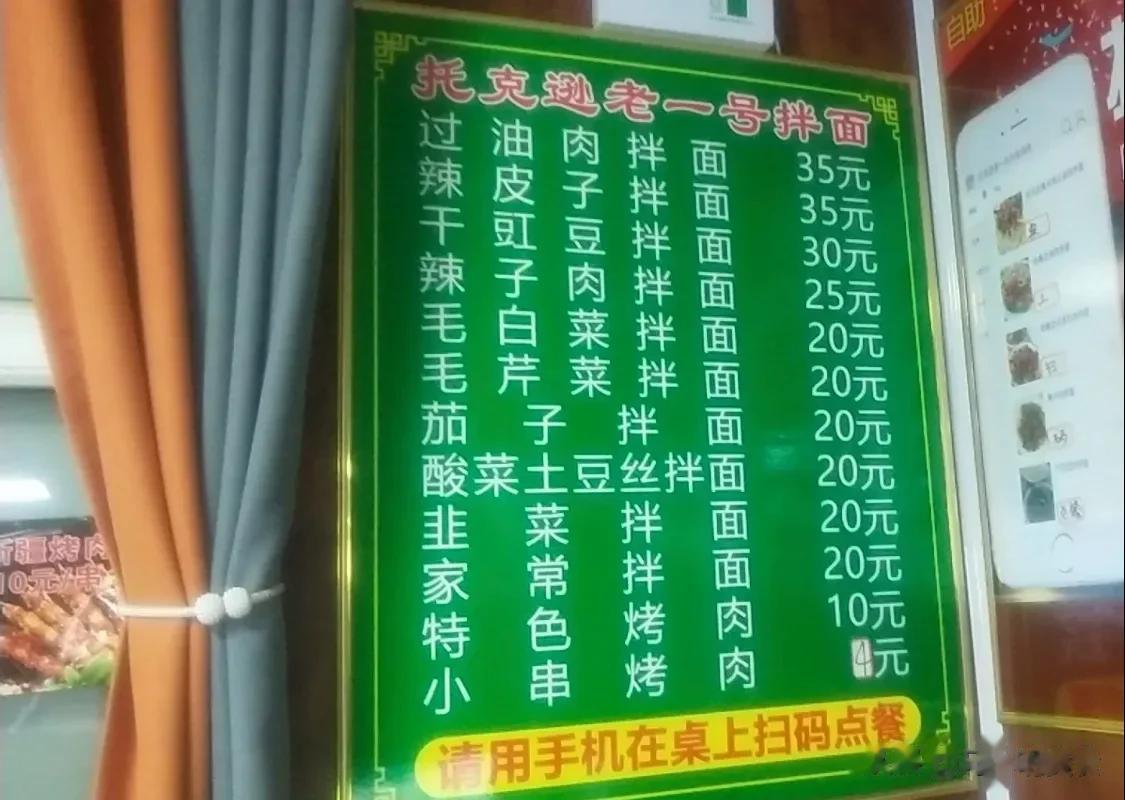 托克逊老一号拌面
过油肉拌面 35元
辣皮子拌面 35元
干豇豆拌面 30元
辣子肉拌面 25元
毛白菜拌面 20元
毛芹菜拌面 20元
茄子拌面 20元
酸菜土豆丝拌面 20元
韭菜拌面 20元
家常拌面 20元
特色烤肉 10元
小串烤肉 4元
请用手机在桌上扫码点餐
新疆烤肉
10元/串
自助